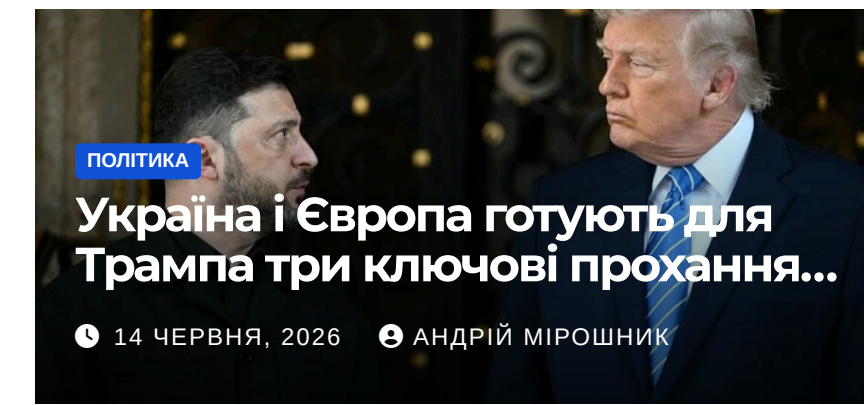 ПОЛІТИКА
Україна і Європа готують для
Трампа три ключові прохання...
14 ЧЕРВНЯ, 2026 АНДРІЙ МІРОШНИК